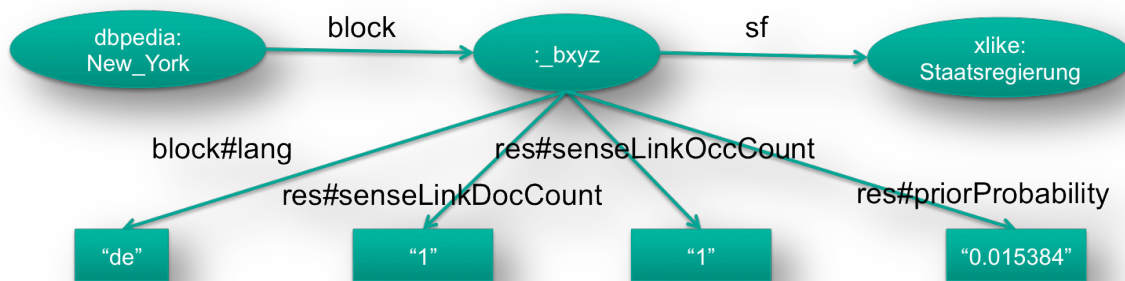 block
sf
dbpedia:
New_York
:_bxyz
xlike:
Staatsregierung
block#lang
res#senseLinkOccCount
res#senseLinkDocCount
res#priorProbability
“de”
“1”
“1”
“0.015384”